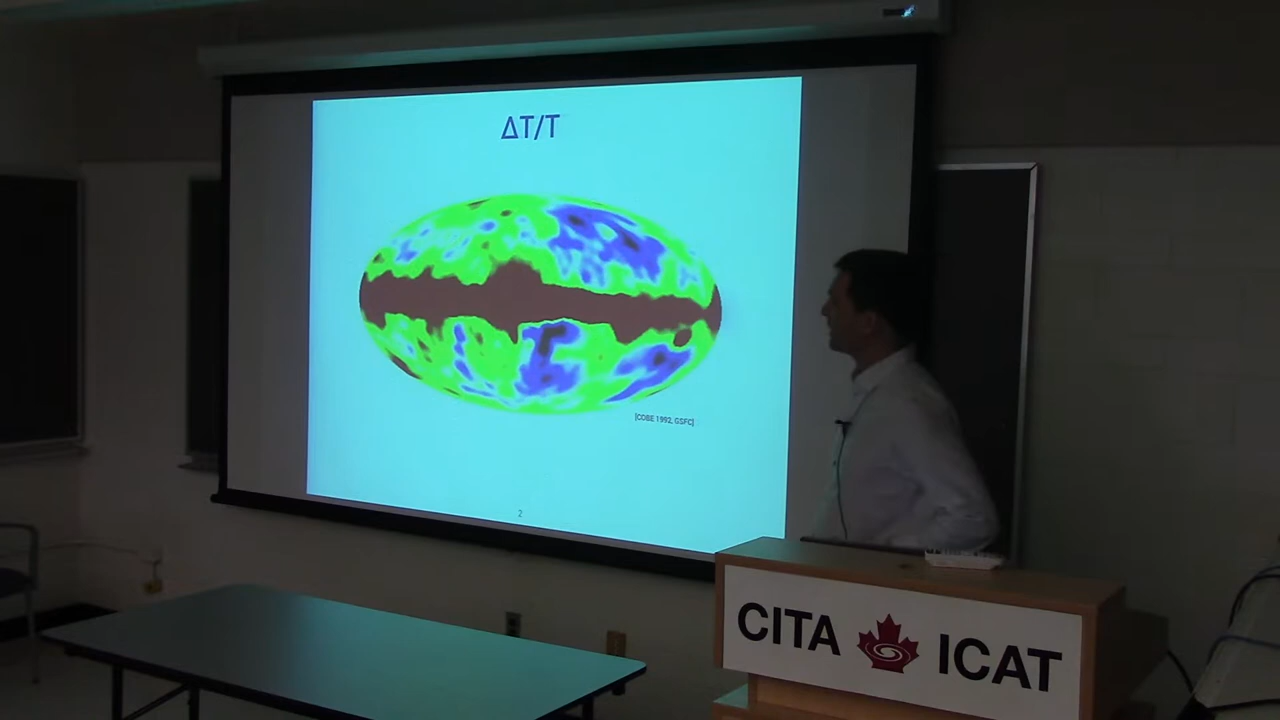 ΔT/T
[COBE 1992, GSFC]
2
CITA ICAT